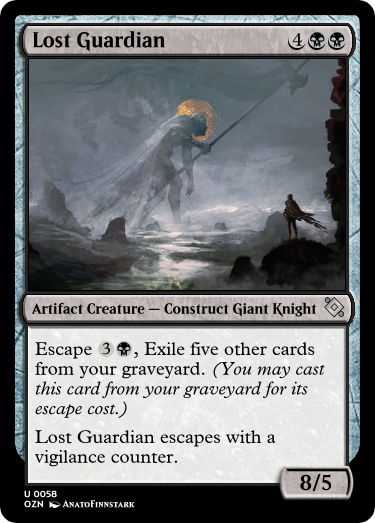 Lost Guardian 4
Artifact Creature — Construct Giant Knight
Escape 3, Exile five other cards
from your graveyard. (You may cast
this card from your graveyard for its
escape cost.)
Lost Guardian escapes with a
vigilance counter.
8/5
U 0058
OZN AnatoFinnstark